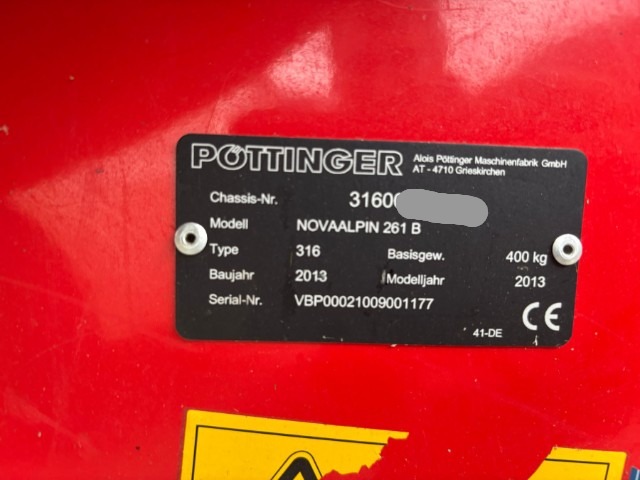 PÖTTINGER Alois Pöttinger Maschinenfabrik GmbH
AT - 4710 Grieskirchen
Chassis-Nr. 3160
Modell NOVAALPIN 261 B
Type 316 Basisgew. 400 kg
Baujahr 2013 Modelljahr 2013
Serial-Nr. VBP00021009001177
CE
41-DE